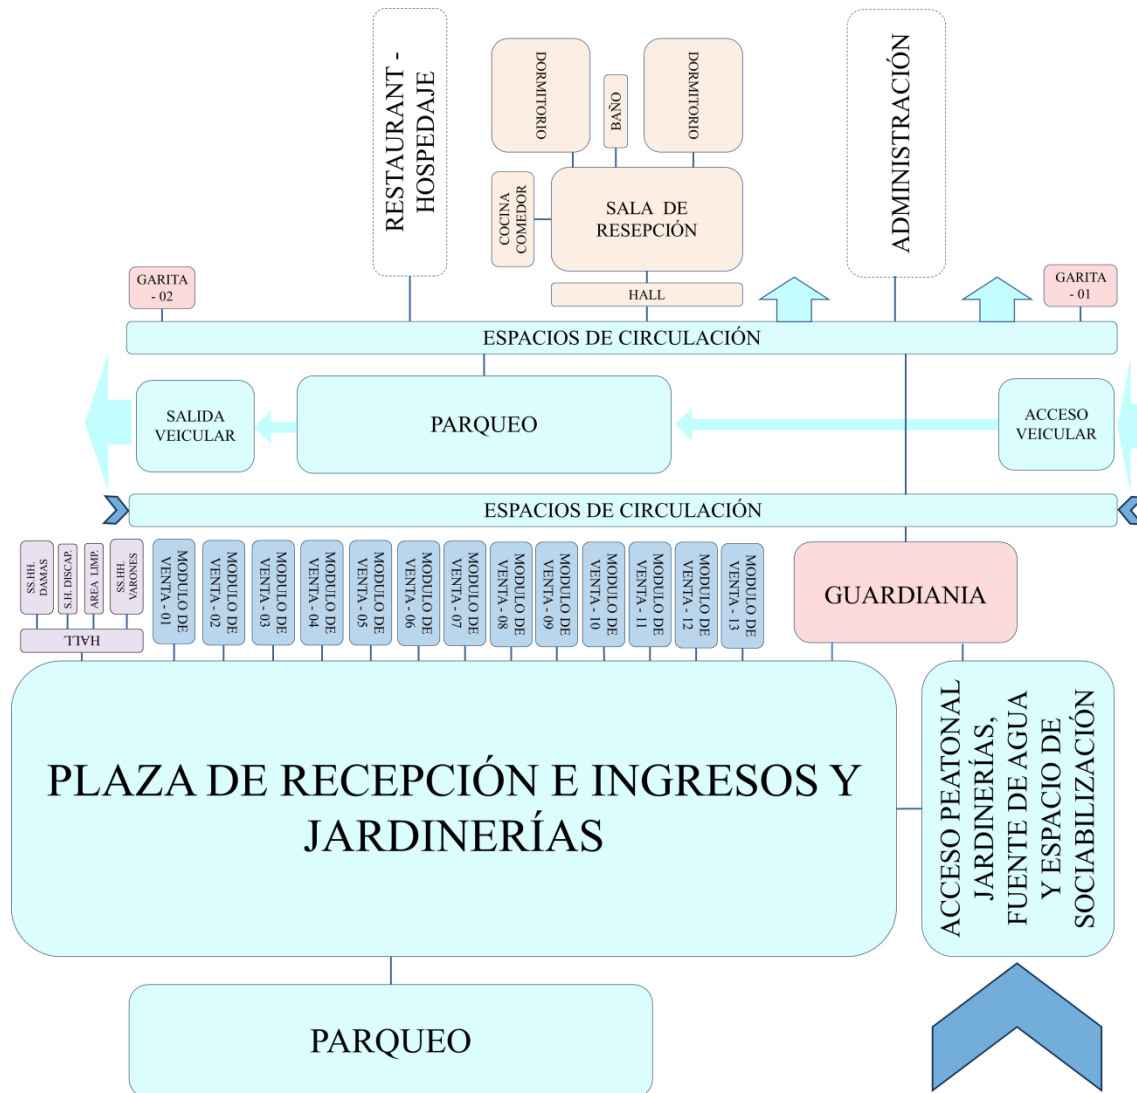 RESTAURANT -
HOSPEDAJE
DORMITORIO
BAÑO
DORMITORIO
ADMINISTRACIÓN
COCINA
COMEDOR
SALA DE
RESEPCIÓN
GARITA
- 02
HALL
GARITA
- 01
ESPACIOS DE CIRCULACIÓN
SALIDA
VEICULAR
PARQUEO
ACCESO
VEICULAR
ESPACIOS DE CIRCULACIÓN
SS.HH.
DAMAS
S.H. DISCAP.
AREA LIMP.
SS.HH.
VARONES
HALL
MODULO DE
VENTA - 01
MODULO DE
VENTA - 02
MODULO DE
VENTA - 03
MODULO DE
VENTA - 04
MODULO DE
VENTA - 05
MODULO DE
VENTA - 06
MODULO DE
VENTA - 07
MODULO DE
VENTA - 08
MODULO DE
VENTA - 09
MODULO DE
VENTA - 10
MODULO DE
VENTA - 11
MODULO DE
VENTA - 12
MODULO DE
VENTA - 13
GUARDIANIA
PLAZA DE RECEPCIÓN E INGRESOS Y
JARDINERÍAS
ACCESO PEATONAL
JARDINERÍAS,
FUENTE DE AGUA
Y ESPACIO DE
SOCIABILIZACIÓN
PARQUEO